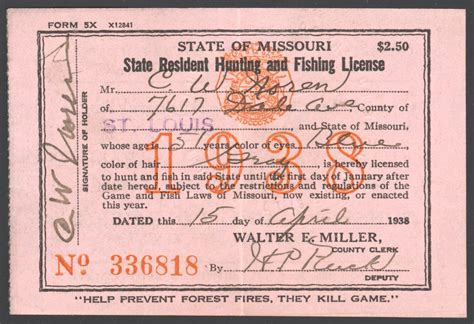 FORM 5X X12841
STATE OF MISSOURI $2.50
State Resident Hunting and Fishing License
Mr. C W
7617 Dale Ave County of
ST. LOUIS and State of Missouri,
whose age 51 years, color of eyes
color of hair Gray is hereby licensed
to hunt and fish in said State until the first day of January after
date hereof, subject to the restrictions and regulations of the
Game and Fish Laws of Missouri, now existing, or enacted
this year.
1938
DATED this 15 day of April 1938
WALTER E. MILLER,
COUNTY CLERK
No 336818 By H P
DEPUTY
"HELP PREVENT FOREST FIRES, THEY KILL GAME."
SIGNATURE OF HOLDER
C W